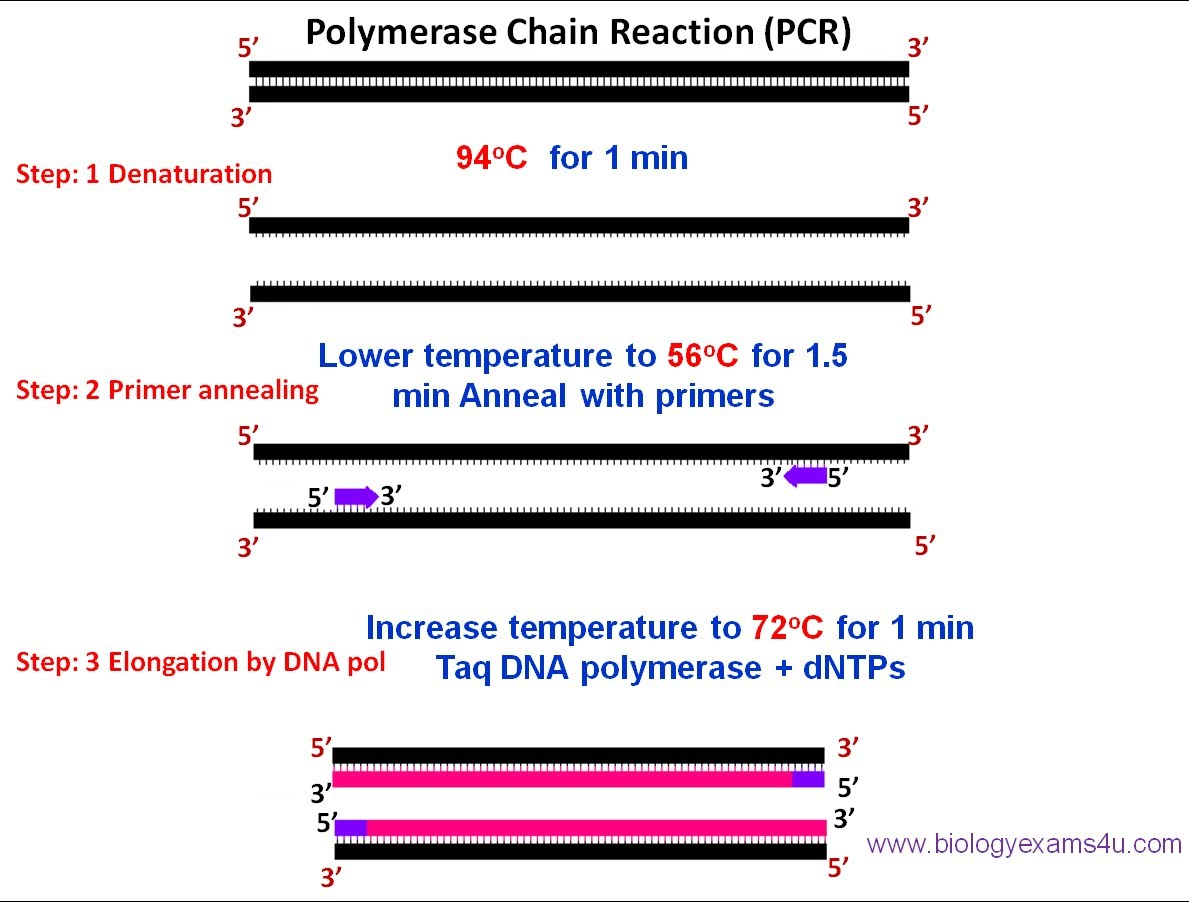 Polymerase Chain Reaction (PCR)
5’ 3’
3’ 5’
94oC for 1 min
Step: 1 Denaturation
5’ 3’
3’ 5’
Lower temperature to 56oC for 1.5
min Anneal with primers
Step: 2 Primer annealing
5’ 3’
3’ 5’
5’ 3’
3’ 5’
Increase temperature to 72oC for 1 min
Taq DNA polymerase + dNTPs
Step: 3 Elongation by DNA pol
5’ 3’
3’ 5’
5’ 3’
3’ 5’
www.biologyexams4u.com